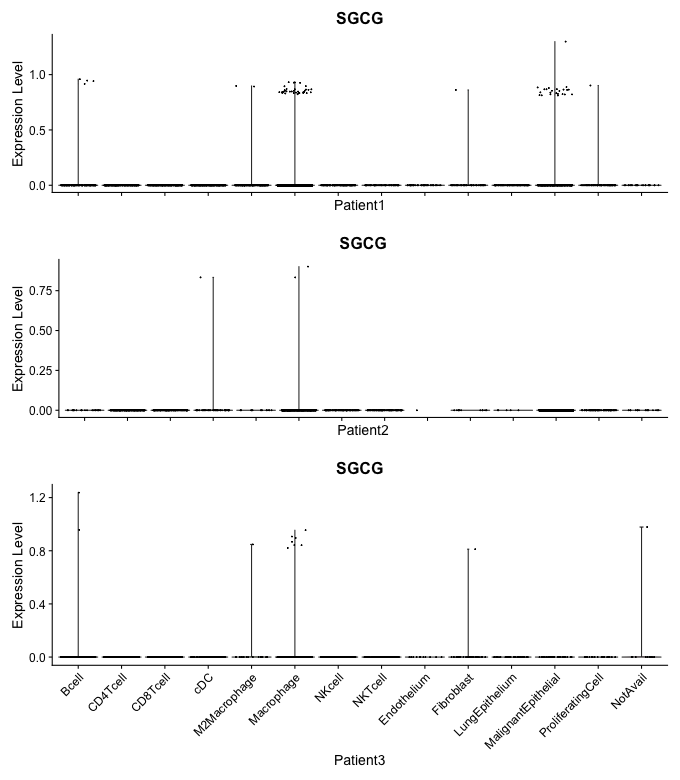 SGCG
Expression Level
1.0
0.5
0.0
Patient1
SGCG
Expression Level
0.75
0.50
0.25
0.00
Patient2
SGCG
Expression Level
1.2
0.8
0.4
0.0
Bcell
CD4Tcell
CD8Tcell
cDC
M2Macrophage
Macrophage
NKcell
NKTcell
Endothelium
Fibroblast
LungEpithelium
MalignantEpithelial
ProliferatingCell
NotAvail
Patient3